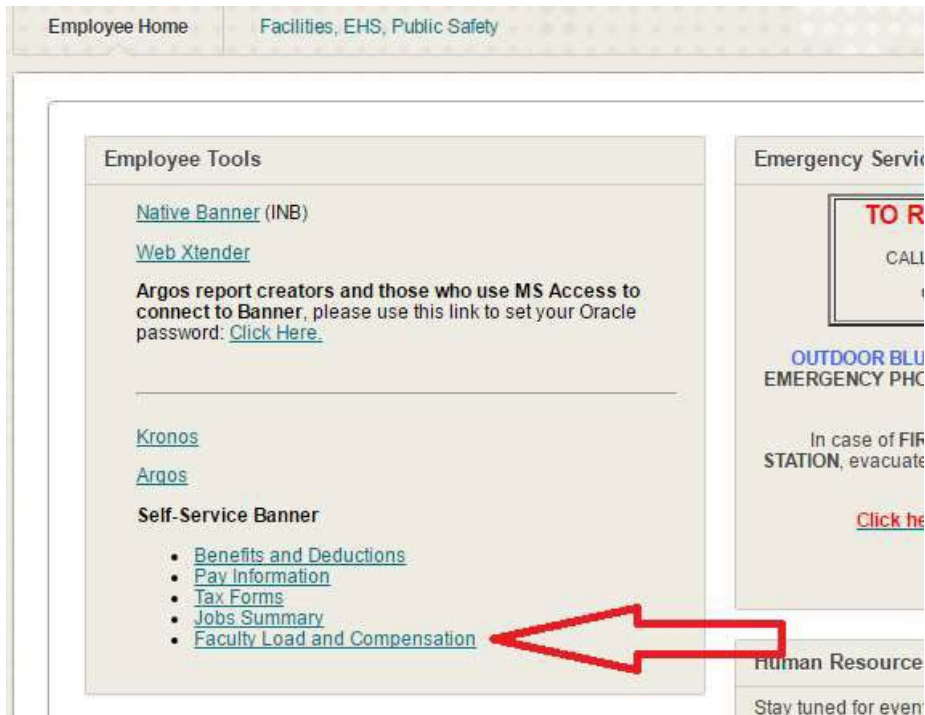 Employee Home
Facilities, EHS, Public Safety
Employee Tools
Native Banner (INB)
Web Xtender
Argos report creators and those who use MS Access to
connect to Banner, please use this link to set your Oracle
password: Click Here.
Kronos
Argos
Self-Service Banner
Benefits and Deductions
Pay Information
Tax Forms
Jobs Summary
Faculty Load and Compensation
Emergency Servic
TO R
CALL
OUTDOOR BLU
EMERGENCY PHO
In case of FIR
STATION, evacuate
Click he
Human Resource
Stay tuned for even